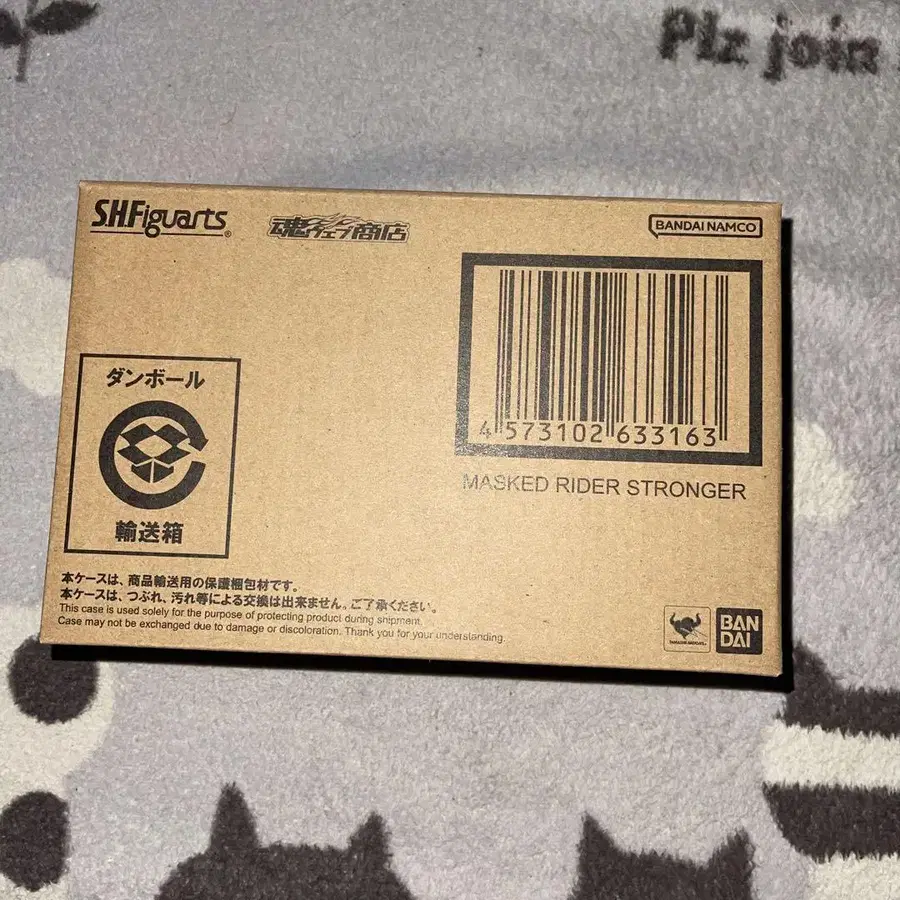 Plz join
S.H.Figuarts®
魂ウェブ商店
BANDAI NAMCO
4 573102 633163
MASKED RIDER STRONGER
ダンボール
輸送箱
本ケースは、商品輸送用の保護梱包材です。
本ケースは、つぶれ、汚れ等による交換は出来ません。ご了承ください。
This case is used solely for the purpose of protecting product during shipment.
Case may not be exchanged due to damage or discoloration. Thank you for your understanding.
BAN
DAI